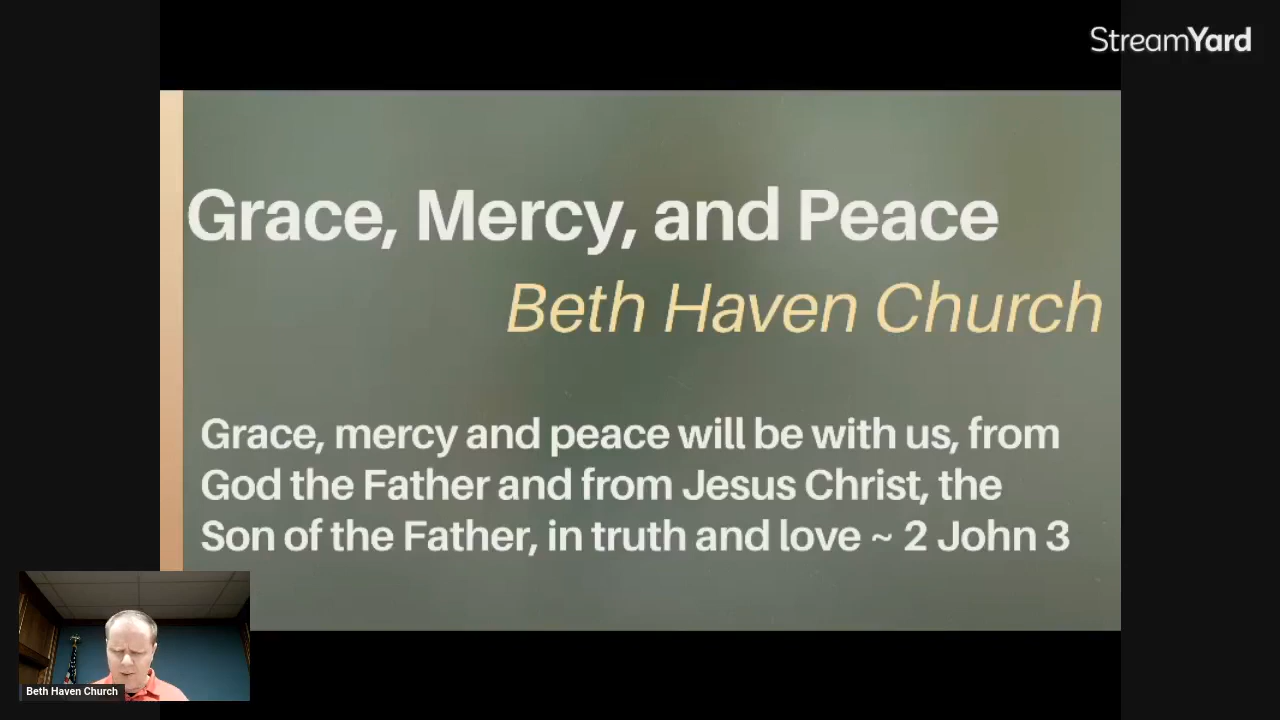 StreamYard
Grace, Mercy, and Peace
Beth Haven Church
Grace, mercy and peace will be with us, from
God the Father and from Jesus Christ, the
Son of the Father, in truth and love ~ 2 John 3
Beth Haven Church